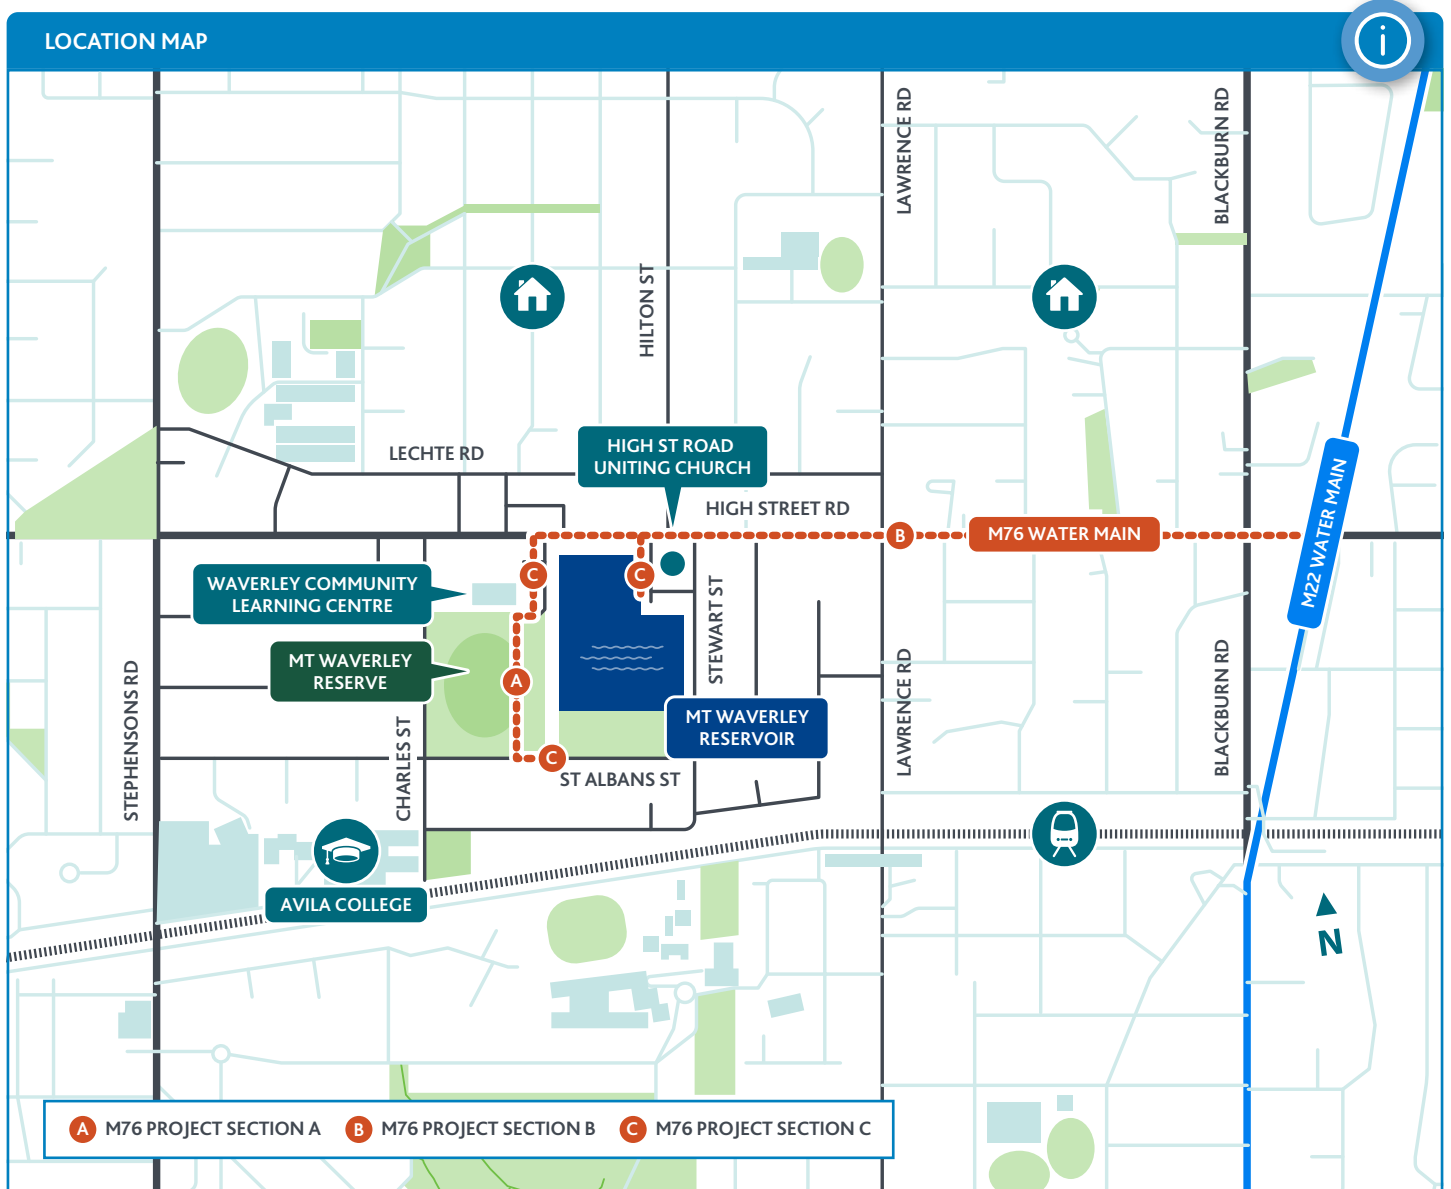 LOCATION MAP
i
LAWRENCE RD
BLACKBURN RD
HILTON ST
LECHTE RD
HIGH ST ROAD
UNITING CHURCH
HIGH STREET RD
B
M76 WATER MAIN
M22 WATER MAIN
C
C
WAVERLEY COMMUNITY
LEARNING CENTRE
STEWART ST
MT WAVERLEY
RESERVE
A
STEPHENSONS RD
CHARLES ST
MT WAVERLEY
RESERVOIR
LAWRENCE RD
BLACKBURN RD
C
ST ALBANS ST
AVILA COLLEGE
N
A M76 PROJECT SECTION A
B M76 PROJECT SECTION B
C M76 PROJECT SECTION C